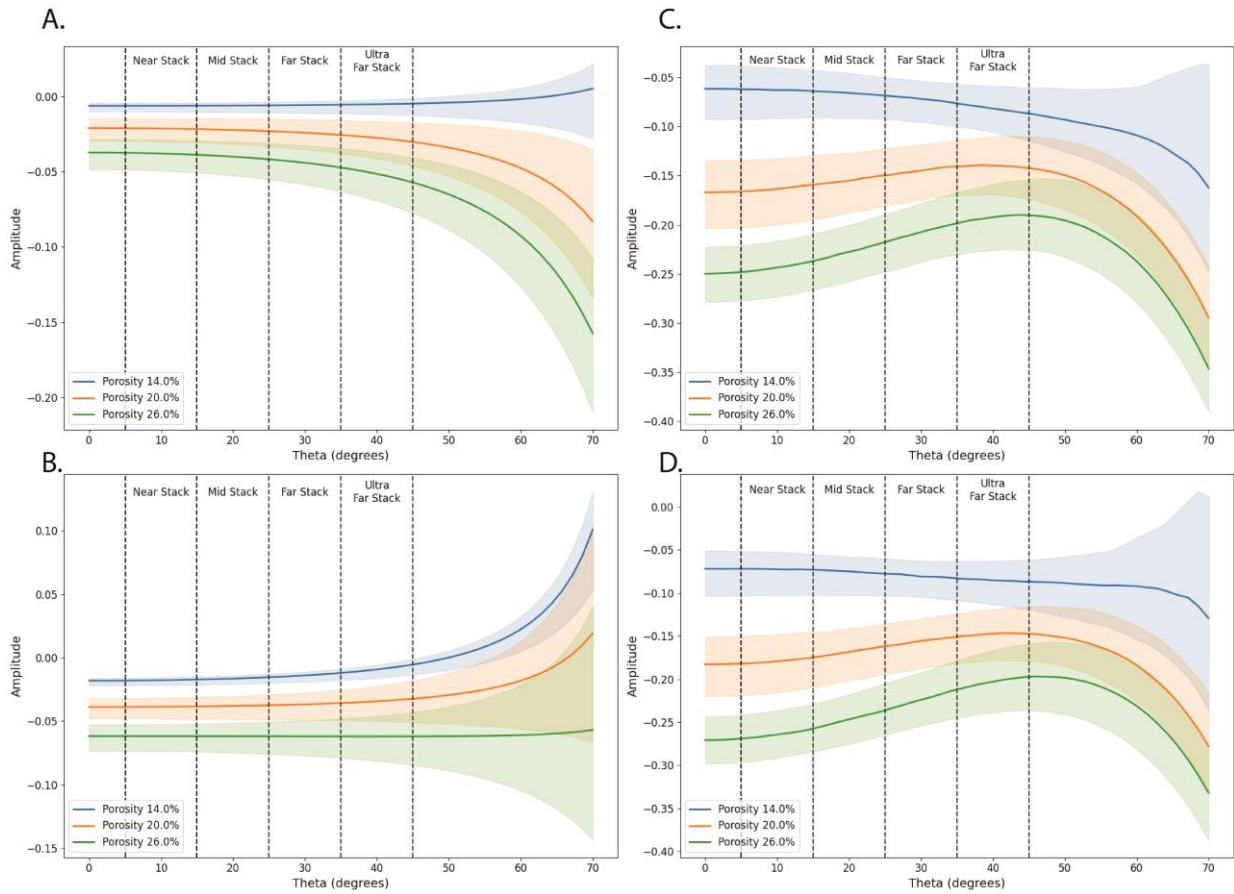 A.
Near Stack
Mid Stack
Far Stack
Ultra
Far Stack
0.00
−0.05
−0.10
−0.15
−0.20
Amplitude
Porosity 14.0%
Porosity 20.0%
Porosity 26.0%
0 10 20 30 40 50 60 70
Theta (degrees)
B.
Near Stack
Mid Stack
Far Stack
Ultra
Far Stack
0.10
0.05
0.00
−0.05
−0.10
−0.15
Amplitude
Porosity 14.0%
Porosity 20.0%
Porosity 26.0%
0 10 20 30 40 50 60 70
Theta (degrees)
C.
Near Stack
Mid Stack
Far Stack
Ultra
Far Stack
−0.05
−0.10
−0.15
−0.20
−0.25
−0.30
−0.35
−0.40
Amplitude
Porosity 14.0%
Porosity 20.0%
Porosity 26.0%
0 10 20 30 40 50 60 70
Theta (degrees)
D.
Near Stack
Mid Stack
Far Stack
Ultra
Far Stack
0.00
−0.05
−0.10
−0.15
−0.20
−0.25
−0.30
−0.35
−0.40
Amplitude
Porosity 14.0%
Porosity 20.0%
Porosity 26.0%
0 10 20 30 40 50 60 70
Theta (degrees)